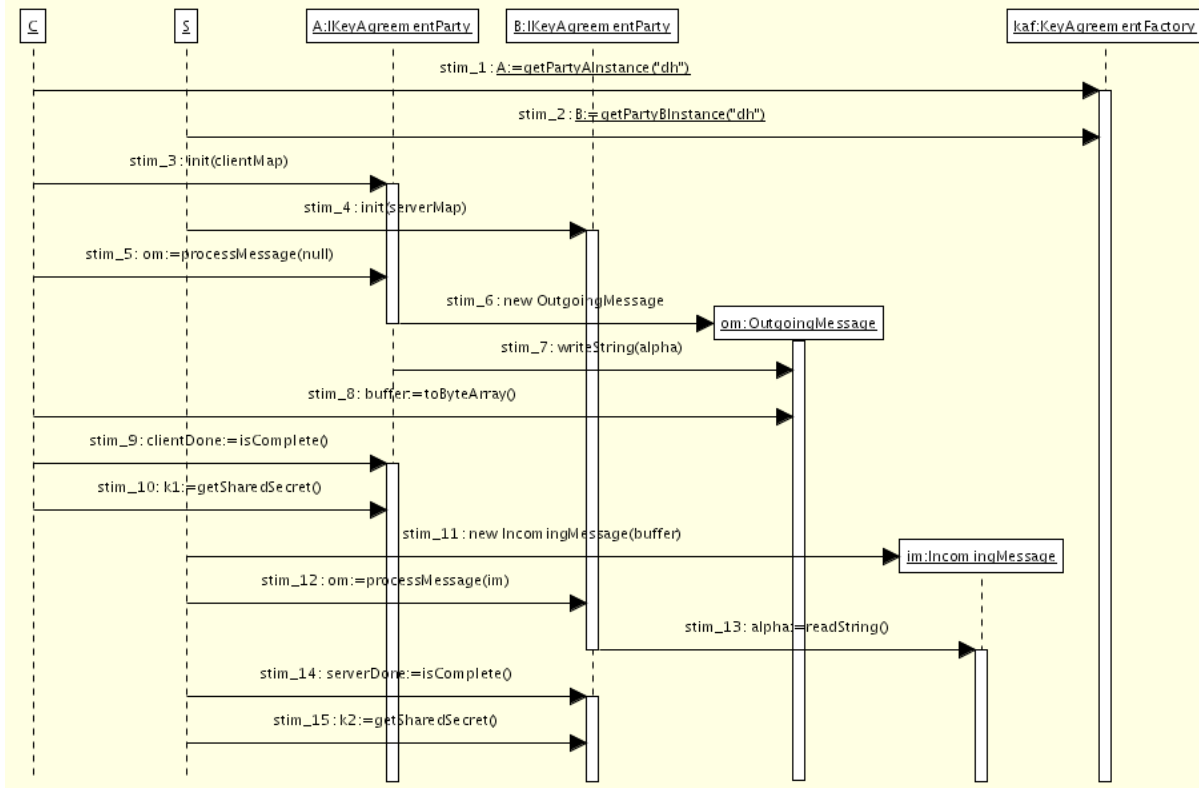 C
S
A:IKeyAgreementParty
B:IKeyAgreementParty
kaf:KeyAgreementFactory
stim_1: A:=getPartyAInstance("dh")
stim_2: B:=getPartyBInstance("dh")
stim_3: init(clientMap)
stim_4: init(serverMap)
stim_5: om:=processMessage(null)
stim_6: new OutgoingMessage
om:OutgoingMessage
stim_7: writeString(alpha)
stim_8: buffer:=toByteArray()
stim_9: clientDone:=isComplete()
stim_10: k1:=getSharedSecret()
stim_11: new IncomingMessage(buffer)
im:IncomingMessage
stim_12: om:=processMessage(im)
stim_13: alpha:=readString()
stim_14: serverDone:=isComplete()
stim_15: k2:=getSharedSecret()